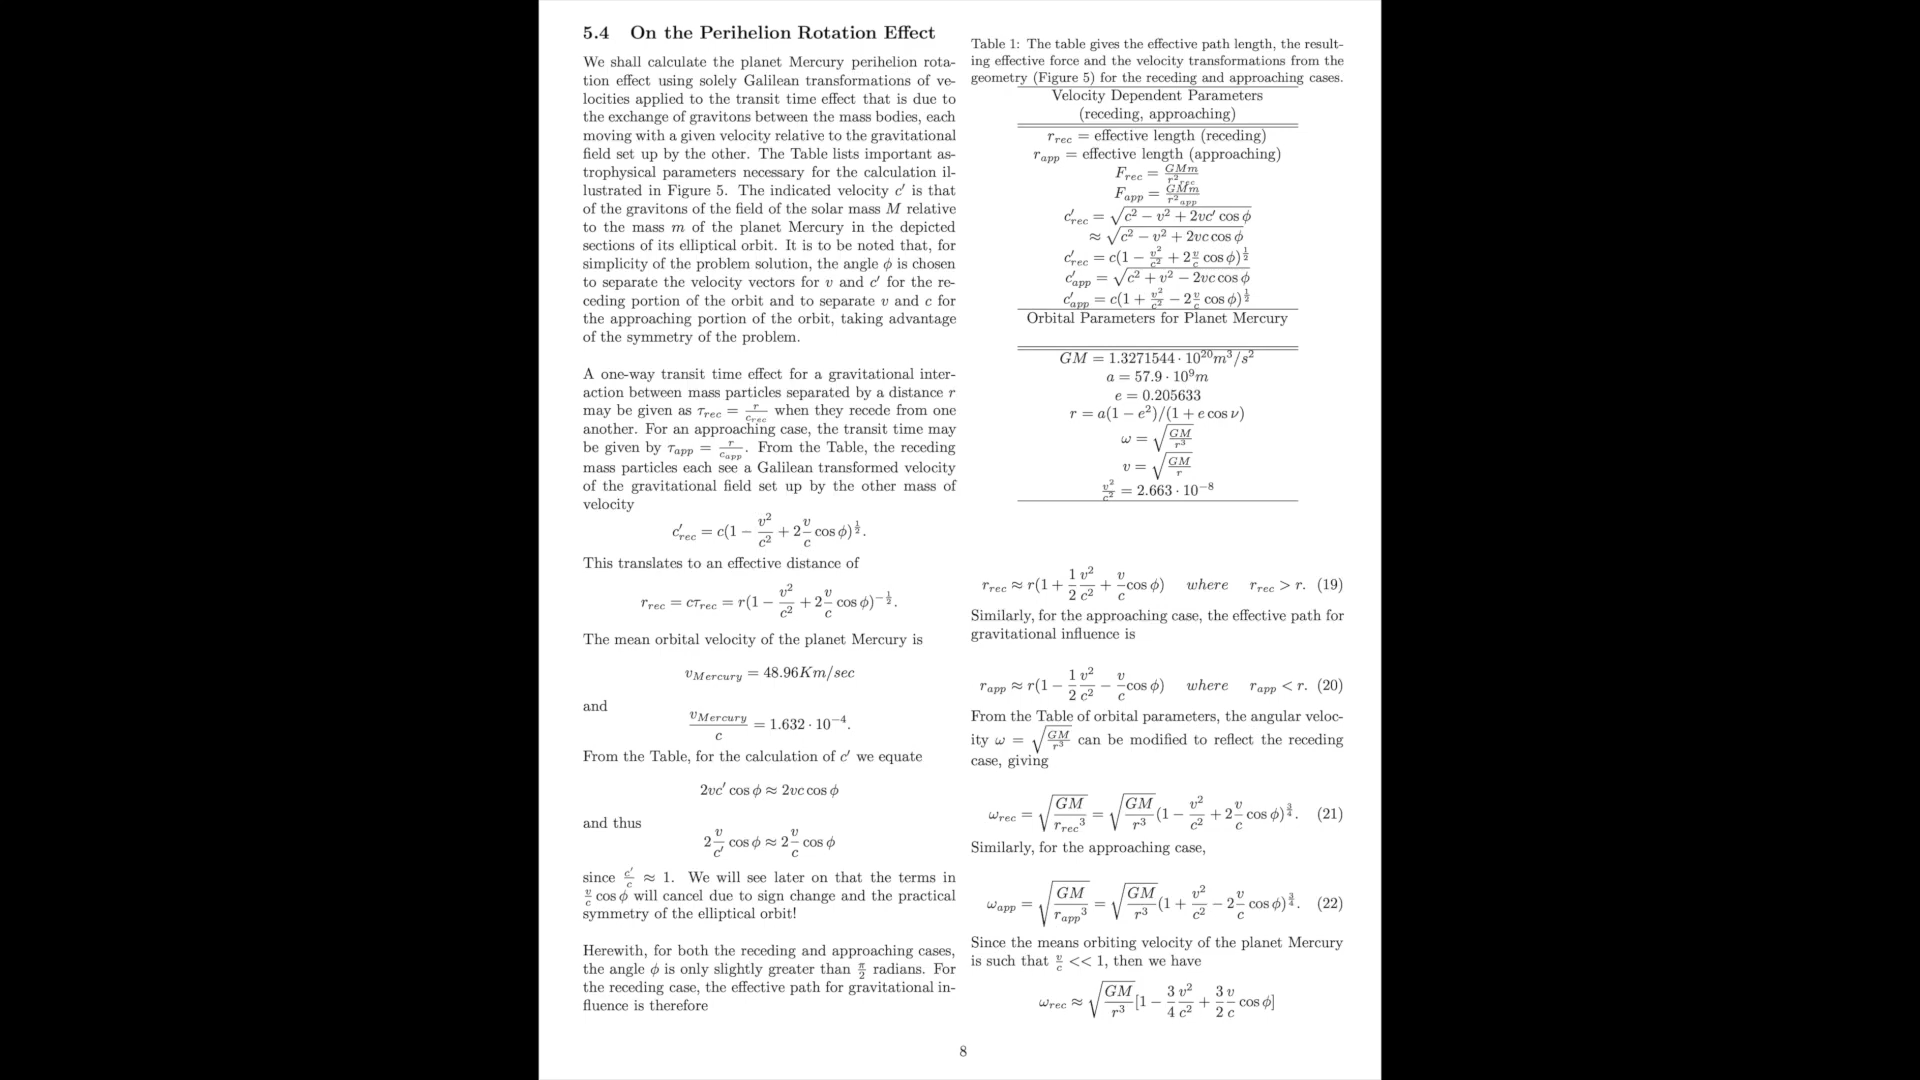 5.4 On the Perihelion Rotation Effect
We shall calculate the planet Mercury perihelion rota-
tion effect using solely Galilean transformations of ve-
locities applied to the transit time effect that is due to
the exchange of gravitons between the mass bodies, each
moving with a given velocity relative to the gravitational
field set up by the other. The Table lists important as-
trophysical parameters necessary for the calculation il-
lustrated in Figure 5. The indicated velocity c′ is that
of the gravitons of the field of the solar mass M relative
to the mass m of the planet Mercury in the depicted
sections of its elliptical orbit. It is to be noted that, for
simplicity of the problem solution, the angle ϕ is chosen
to separate the velocity vectors for v and c′ for the re-
ceding portion of the orbit and to separate v and c for
the approaching portion of the orbit, taking advantage
of the symmetry of the problem.
A one-way transit time effect for a gravitational inter-
action between mass particles separated by a distance r
may be given as τ_rec = r/c_rec when they recede from one
another. For an approaching case, the transit time may
be given by τ_app = r/c_app. From the Table, the receding
mass particles each see a Galilean transformed velocity
of the gravitational field set up by the other mass of
velocity
c′_rec = c(1 − v²/c² + 2 v/c cos ϕ)^{1/2}.
This translates to an effective distance of
r_rec = cτ_rec = r(1 − v²/c² + 2 v/c cos ϕ)^{−1/2}.
The mean orbital velocity of the planet Mercury is
v_Mercury = 48.96Km/sec
and
v_Mercury/c = 1.632 · 10⁻⁴.
From the Table, for the calculation of c′ we equate
2vc′ cos ϕ ≈ 2vc cos ϕ
and thus
2 v/c′ cos ϕ ≈ 2 v/c cos ϕ
since c′/c ≈ 1. We will see later on that the terms in
v/c cos ϕ will cancel due to sign change and the practical
symmetry of the elliptical orbit!
Herewith, for both the receding and approaching cases,
the angle ϕ is only slightly greater than π/2 radians. For
the receding case, the effective path for gravitational in-
fluence is therefore
Table 1: The table gives the effective path length, the result-
ing effective force and the velocity transformations from the
geometry (Figure 5) for the receding and approaching cases.
Velocity Dependent Parameters
(receding, approaching)
r_rec = effective length (receding)
r_app = effective length (approaching)
F_rec = GMm/r²_rec
F_app = GMm/r²_app
c′_rec = √(c² − v² + 2vc′ cos ϕ)
≈ √(c² − v² + 2vc cos ϕ)
c′_rec = c(1 − v²/c² + 2 v/c cos ϕ)^{1/2}
c′_app = √(c² + v² − 2vc cos ϕ)
c′_app = c(1 + v²/c² − 2 v/c cos ϕ)^{1/2}
Orbital Parameters for Planet Mercury
GM = 1.3271544 · 10²⁰m³/s²
a = 57.9 · 10⁹m
e = 0.205633
r = a(1 − e²)/(1 + e cos ν)
ω = √(GM/r³)
v = √(GM/r)
v²/c² = 2.663 · 10⁻⁸
r_rec ≈ r(1 + 1/2 v²/c² + v/c cos ϕ) where r_rec > r. (19)
Similarly, for the approaching case, the effective path for
gravitational influence is
r_app ≈ r(1 − 1/2 v²/c² − v/c cos ϕ) where r_app < r. (20)
From the Table of orbital parameters, the angular veloc-
ity ω = √(GM/r³) can be modified to reflect the receding
case, giving
ω_rec = √(GM/r_rec³) = √(GM/r³)(1 − v²/c² + 2 v/c cos ϕ)^{3/4}. (21)
Similarly, for the approaching case,
ω_app = √(GM/r_app³) = √(GM/r³)(1 + v²/c² − 2 v/c cos ϕ)^{3/4}. (22)
Since the means orbiting velocity of the planet Mercury
is such that v/c << 1, then we have
ω_rec ≈ √(GM/r³)[1 − 3/4 v²/c² + 3/2 v/c cos ϕ]
8